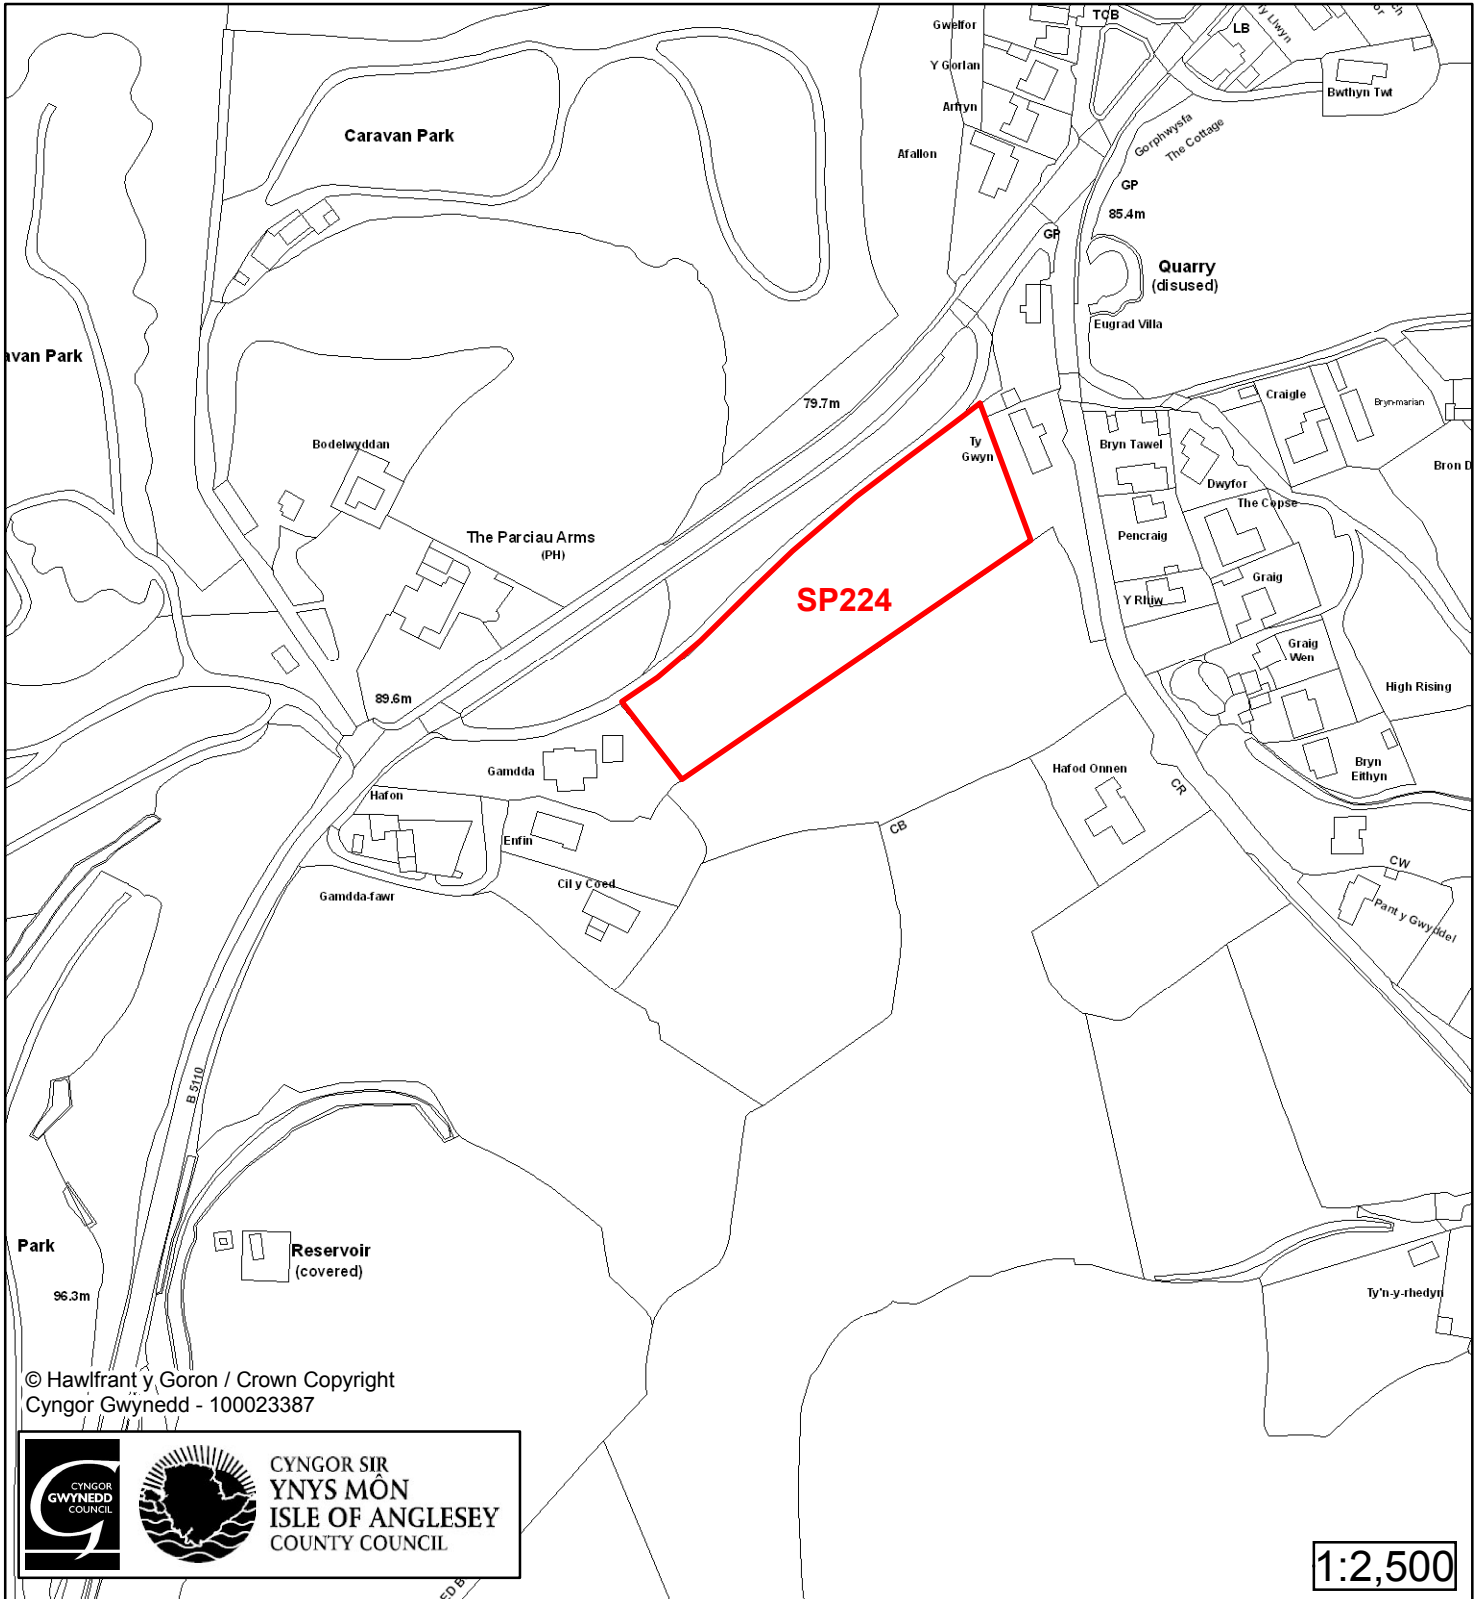 Gwelfor
TCB
LB
Y Gorlan
Bwthyn Twt
Arfryn
Caravan Park
Gorphwysfa
The Cottage
Afallon
GP
85.4m
GP
Quarry
(disused)
Eugrad Villa
avan Park
79.7m
Craigle
Bryn-marian
Bodelwyddan
Ty
Gwyn
Bryn Tawel
Bron D
Dwyfor
The Copse
The Parciau Arms
(PH)
Pencraig
Graig
SP224
Y Rhiw
Graig
Wen
89.6m
High Rising
Gamdda
Hafod Onnen
Bryn
Eithyn
CR
Hafon
CB
Enfin
CW
Cil y Coed
Gamdda-fawr
Pant y Gwyddel
B 5110
Park
Reservoir
(covered)
96.3m
Ty'n-y-rhedyn
© Hawlfrant y Goron / Crown Copyright
Cyngor Gwynedd - 100023387
CYNGOR
GWYNEDD
COUNCIL
CYNGOR SIR
YNYS MÔN
ISLE OF ANGLESEY
COUNTY COUNCIL
1:2,500